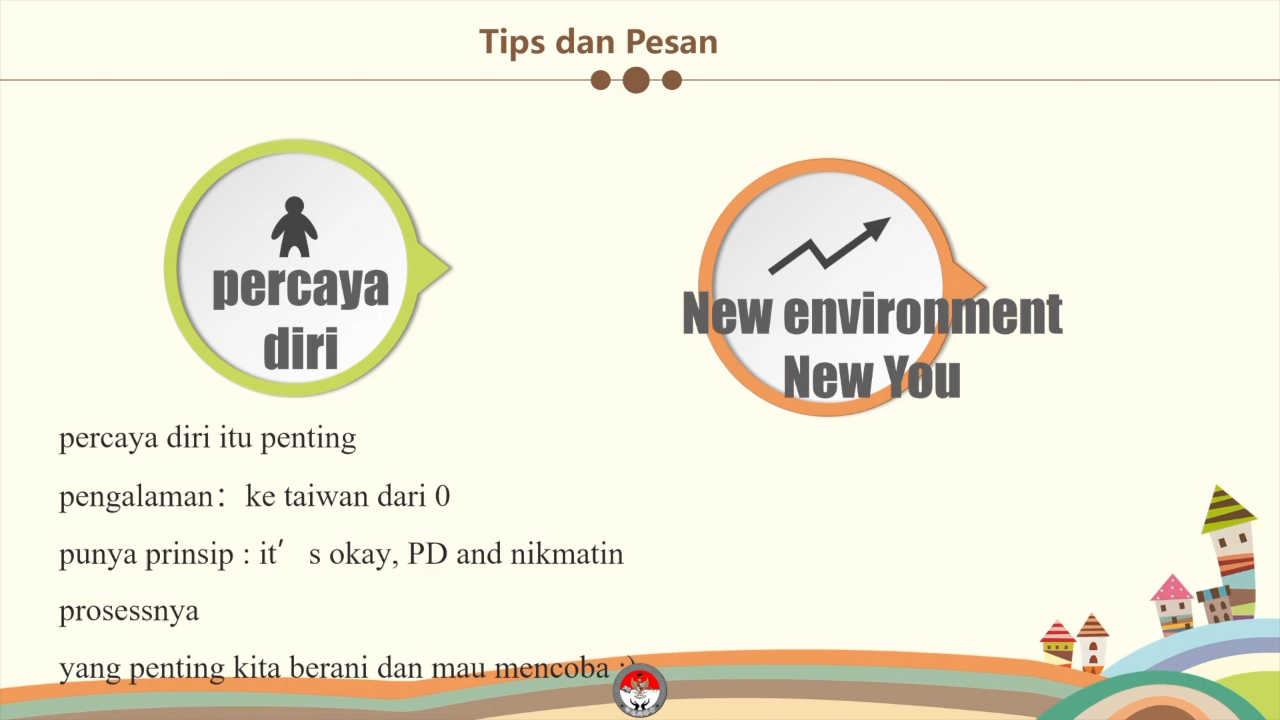 Tips dan Pesan
percaya
diri
New environment
New You
percaya diri itu penting
pengalaman：ke taiwan dari 0
punya prinsip : it’s okay, PD and nikmatin
prosessnya
yang penting kita berani dan mau mencoba :)